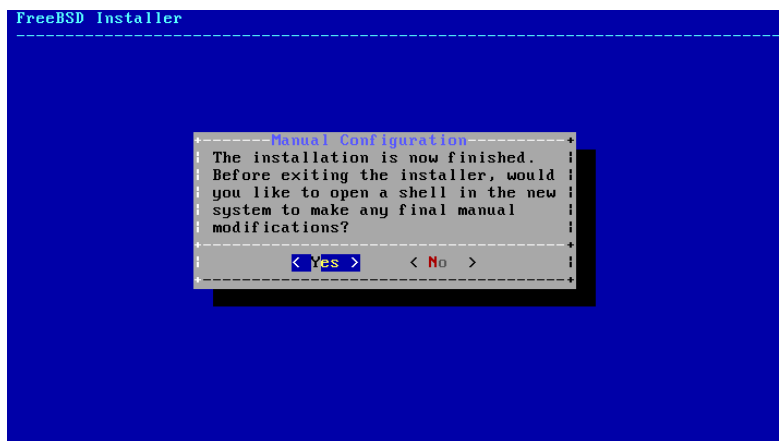 FreeBSD Installer
Manual Configuration
The installation is now finished.
Before exiting the installer, would
you like to open a shell in the new
system to make any final manual
modifications?
< Yes > < No >